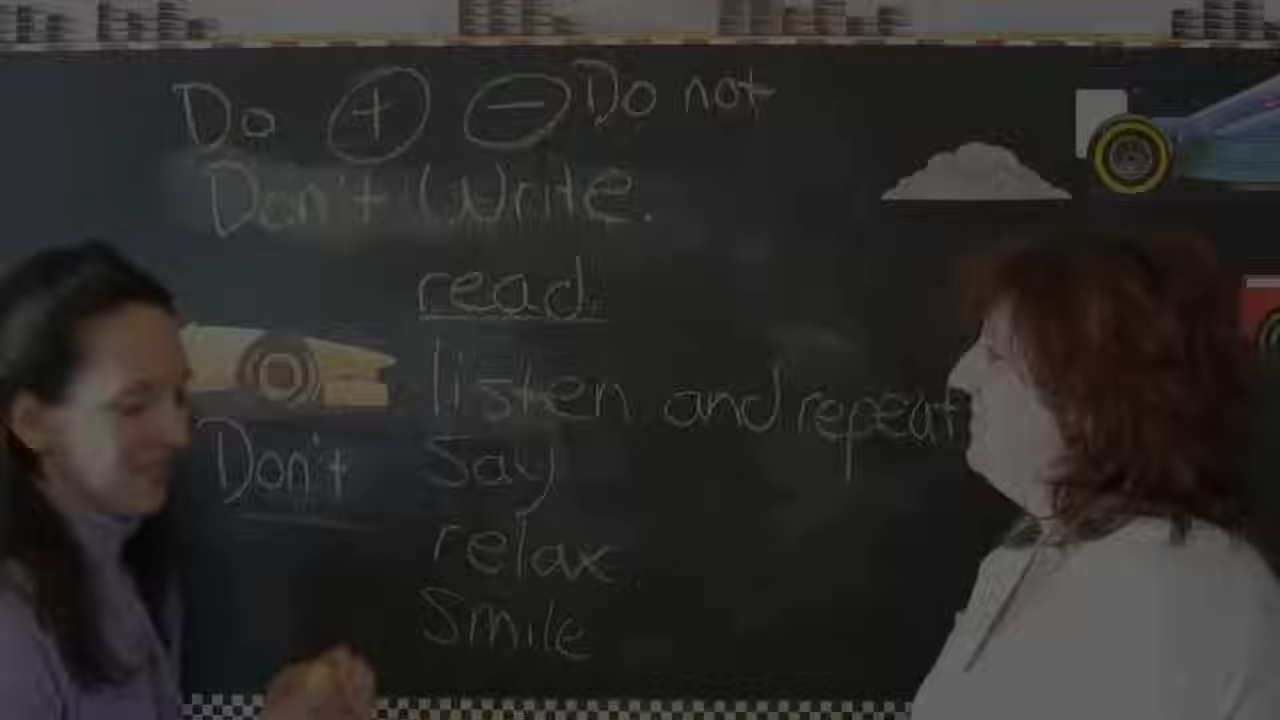 Do + − Do not
Don't Write.
read.
listen and repeat
Don't say
relax.
Smile